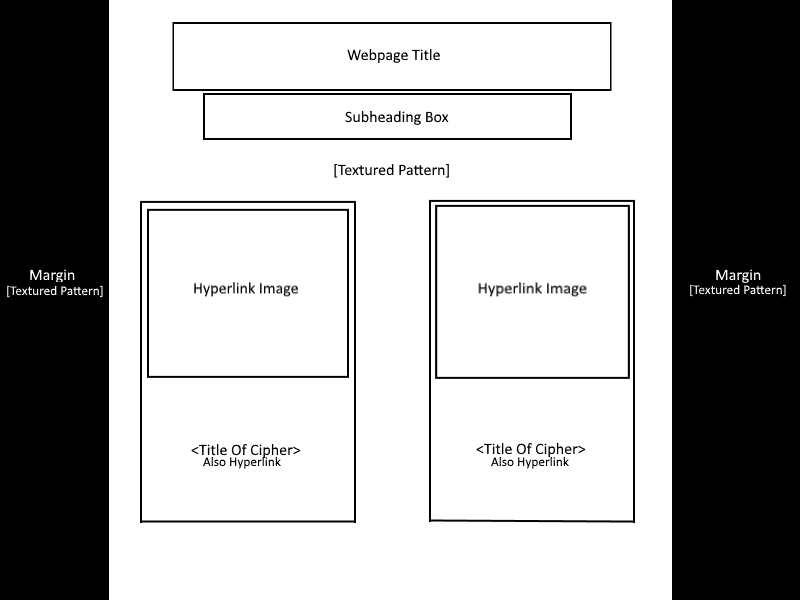 Webpage Title
Subheading Box
[Textured Pattern]
Margin
[Textured Pattern]
Hyperlink Image
Hyperlink Image
Margin
[Textured Pattern]
<Title Of Cipher>
Also Hyperlink
<Title Of Cipher>
Also Hyperlink